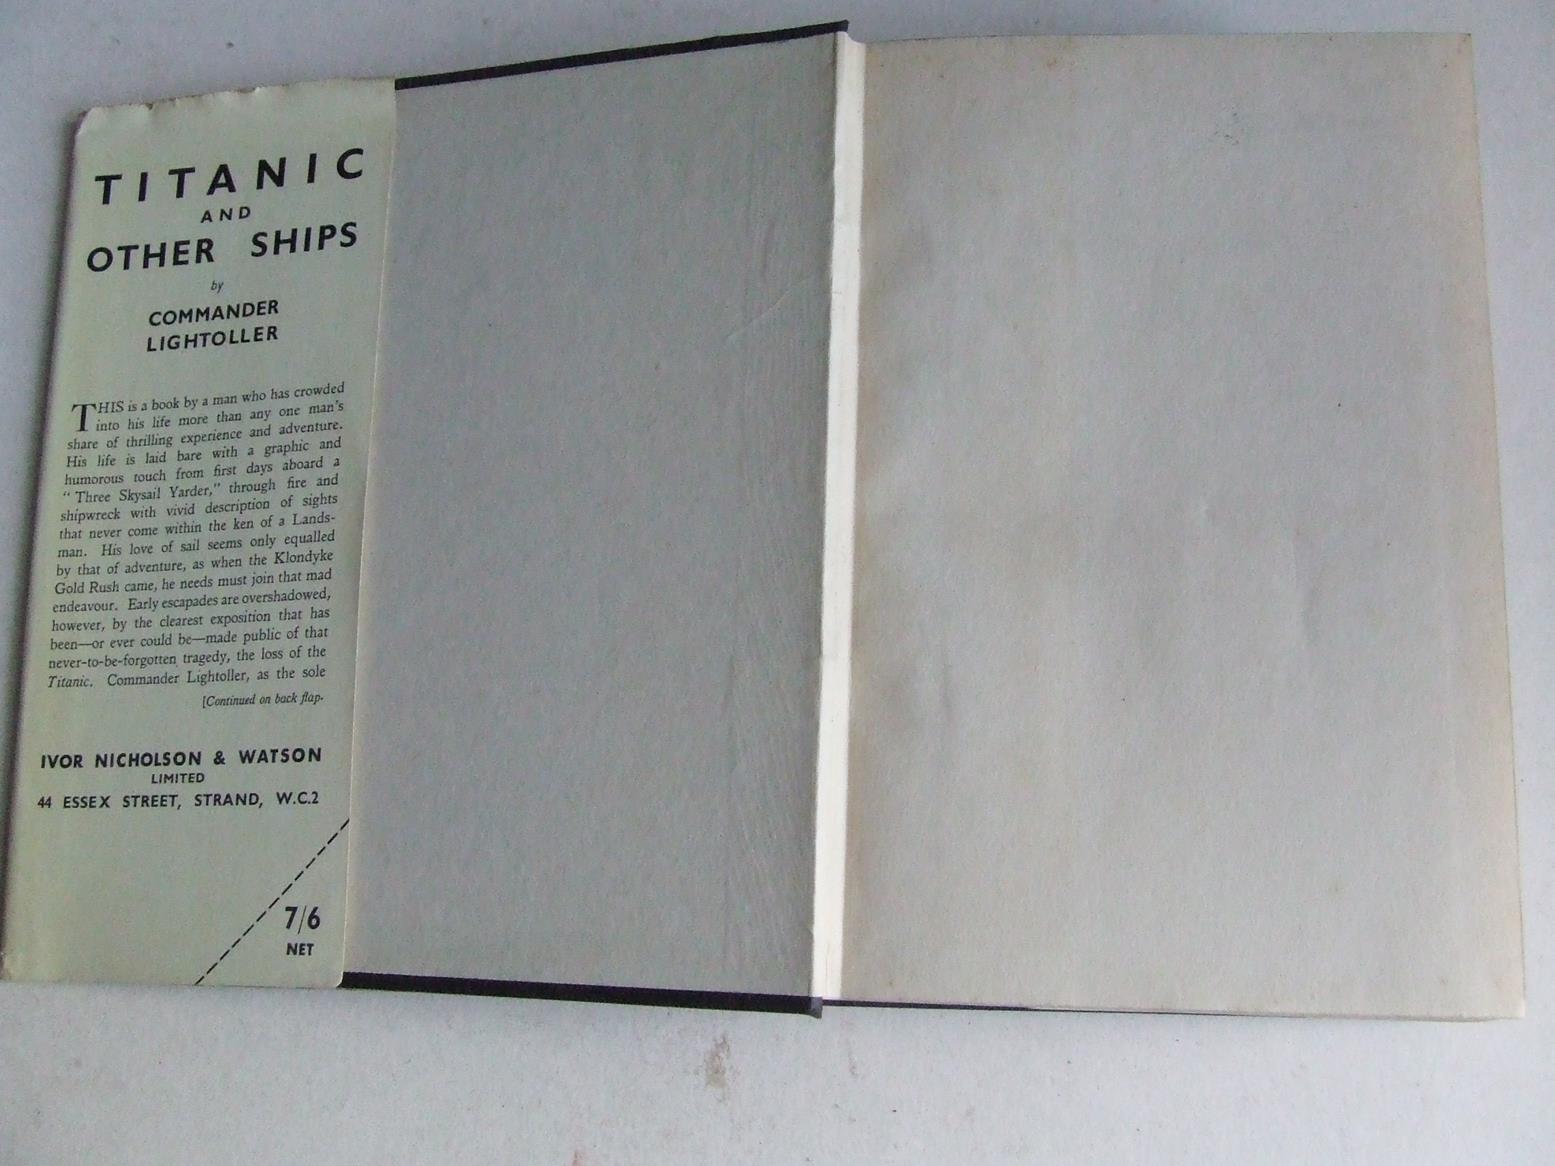 TITANIC
AND
OTHER SHIPS
by
COMMANDER
LIGHTOLLER
THIS is a book by a man who has crowded
into his life more than any one man's
share of thrilling experience and adventure.
His life is laid bare with a graphic and
humorous touch from first days aboard a
"Three Skysail Yarder," through fire and
shipwreck with vivid description of sights
that never come within the ken of a Lands-
man. His love of sail seems only equalled
by that of adventure, as when the Klondyke
Gold Rush came, he needs must join that mad
endeavour. Early escapades are overshadowed,
however, by the clearest exposition that has
been—or ever could be—made public of that
never-to-be-forgotten tragedy, the loss of the
Titanic. Commander Lightoller, as the sole
[Continued on back flap.
IVOR NICHOLSON & WATSON
LIMITED
44 ESSEX STREET, STRAND, W.C.2
7/6
NET